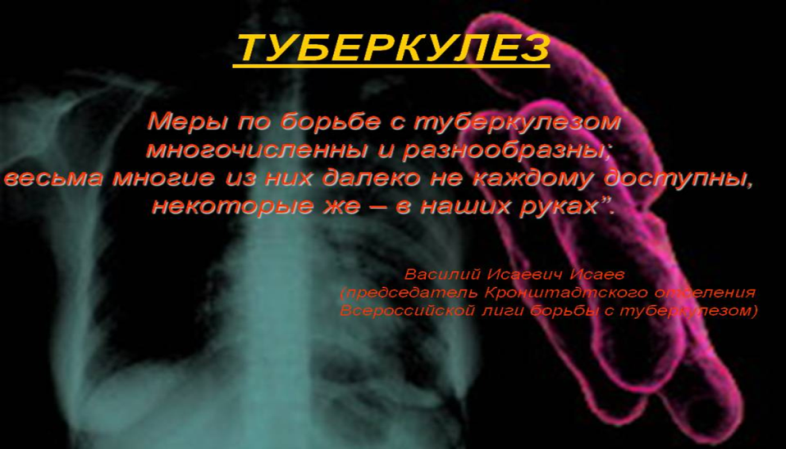 ТУБЕРКУЛЕЗ
Меры по борьбе с туберкулезом
многочисленны и разнообразны;
весьма многие из них далеко не каждому доступны,
некоторые же – в наших руках”.
Василий Исаевич Исаев
(председатель Кронштадтского отделения
Всероссийской лиги борьбы с туберкулезом)